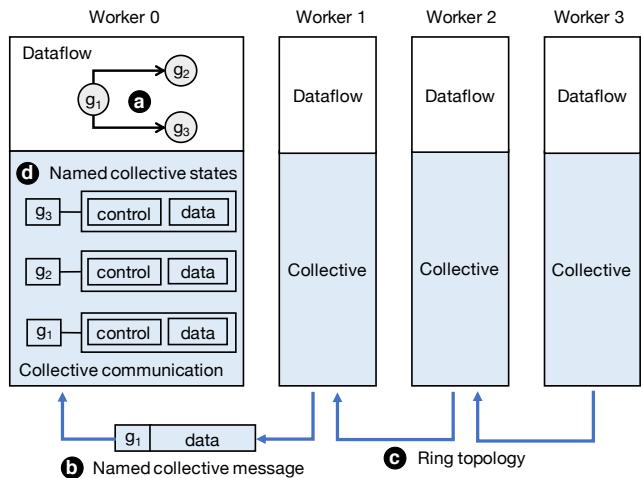 Worker 0 Worker 1 Worker 2 Worker 3
Dataflow
g2
g1 a
g3
Dataflow Dataflow Dataflow
d Named collective states
g3 control data
g2 control data
g1 control data
Collective communication
Collective Collective Collective
g1 data
b Named collective message
c Ring topology